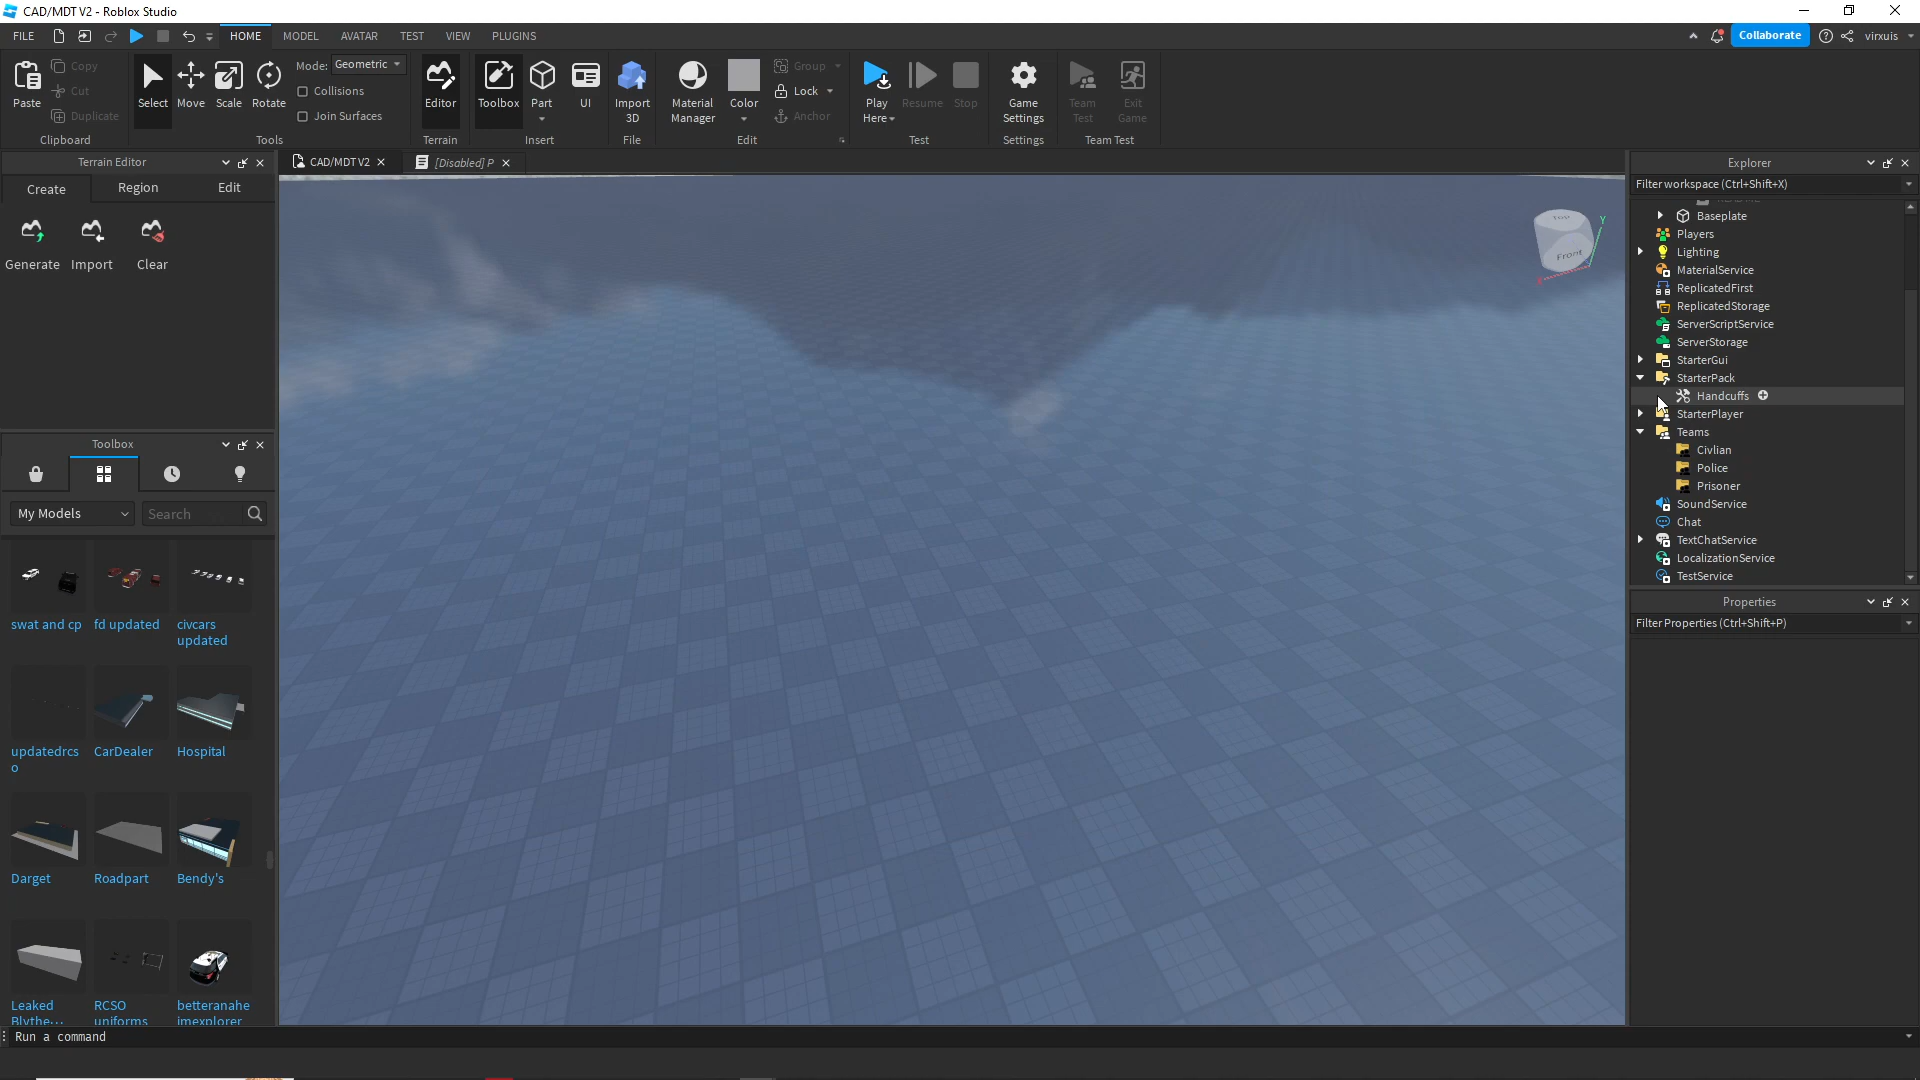 CAD/MDT V2 - Roblox Studio
FILE
HOME
MODEL
AVATAR
TEST
VIEW
PLUGINS
Collaborate
virxuis
Paste
Copy
Cut
Duplicate
Clipboard
Select
Move
Scale
Rotate
Mode: Geometric
Collisions
Join Surfaces
Tools
Editor
Terrain
Toolbox
Part
UI
Insert
Import
3D
File
Material
Manager
Color
Group
Lock
Anchor
Edit
Play
Here
Resume
Stop
Test
Game
Settings
Settings
Team
Test
Exit
Game
Team Test
Terrain Editor
Create
Region
Edit
Generate
Import
Clear
CAD/MDT V2
[Disabled] P
Top
Front
Y
Toolbox
My Models
Search
swat and cp
fd updated
civcars
updated
updatedrcs
o
CarDealer
Hospital
Darget
Roadpart
Bendy's
Leaked
Blythe...
RCSO
uniforms
betteranahe
imexplorer
Explorer
Filter workspace (Ctrl+Shift+X)
Baseplate
Players
Lighting
MaterialService
ReplicatedFirst
ReplicatedStorage
ServerScriptService
ServerStorage
StarterGui
StarterPack
Handcuffs
StarterPlayer
Teams
Civlian
Police
Prisoner
SoundService
Chat
TextChatService
LocalizationService
TestService
Properties
Filter Properties (Ctrl+Shift+P)
Run a command